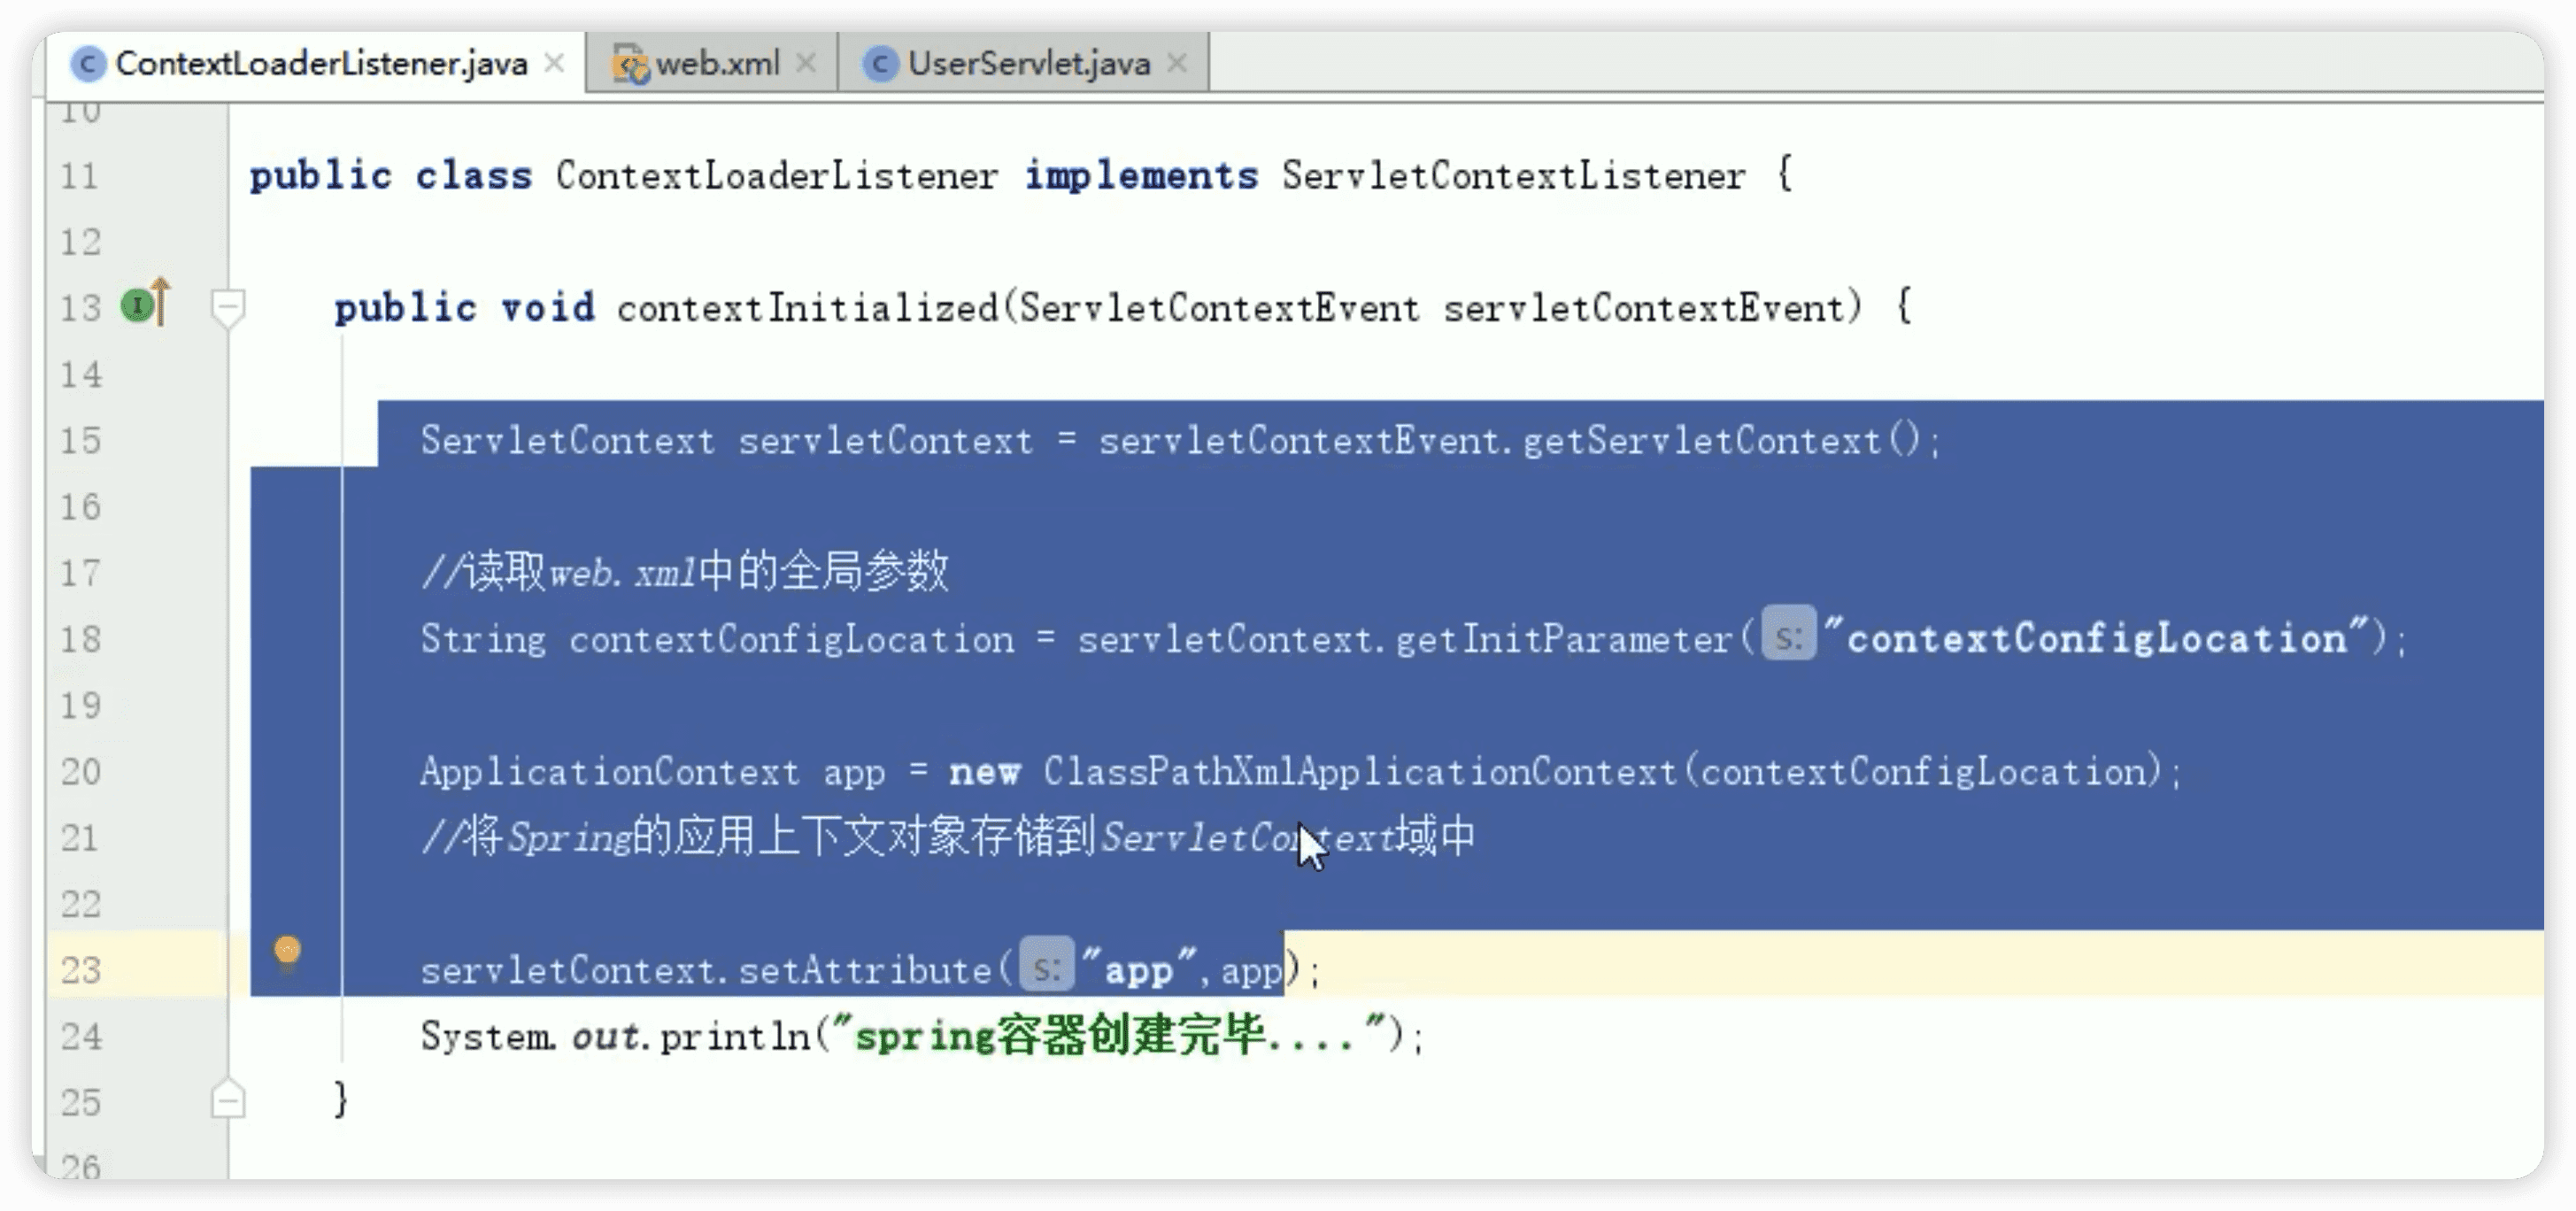 ContextLoaderListener.java web.xml UserServlet.java
10
11 public class ContextLoaderListener implements ServletContextListener {
12
13 public void contextInitialized(ServletContextEvent servletContextEvent) {
14
15 ServletContext servletContext = servletContextEvent.getServletContext();
16
17 //读取web.xml中的全局参数
18 String contextConfigLocation = servletContext.getInitParameter( s: "contextConfigLocation");
19
20 ApplicationContext app = new ClassPathXmlApplicationContext(contextConfigLocation);
21 //将Spring的应用上下文对象存储到ServletContext域中
22
23 servletContext.setAttribute( s: "app",app);
24 System.out.println("spring容器创建完毕....");
25 }
26